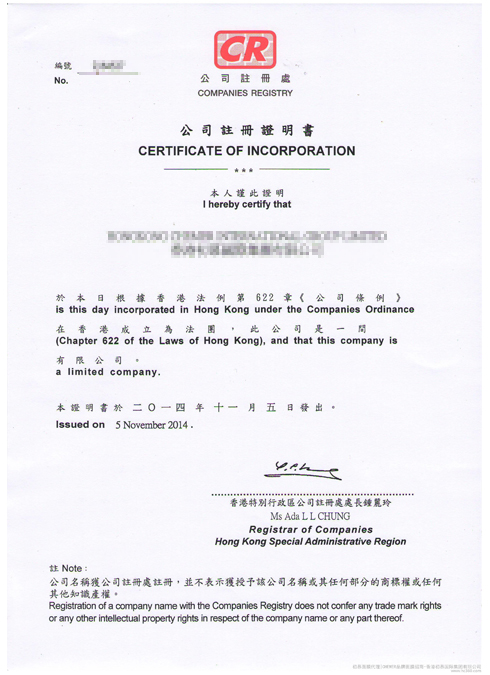 CR
編號
No.
公司註冊處
COMPANIES REGISTRY
公司註冊證明書
CERTIFICATE OF INCORPORATION
***
本人謹此證明
I hereby certify that
於本日根據香港法例第622章《公司條例》
is this day incorporated in Hong Kong under the Companies Ordinance
在香港成立為法團，此公司是一間
(Chapter 622 of the Laws of Hong Kong), and that this company is
有限公司。
a limited company.
本證明書於二〇一四年十一月五日發出。
Issued on 5 November 2014.
香港特別行政區公司註冊處處長鍾麗玲
Ms Ada L L CHUNG
Registrar of Companies
Hong Kong Special Administrative Region
註 Note:
公司名稱獲公司註冊處註冊，並不表示獲授予該公司名稱或其任何部分的商標權或任何
其他知識產權。
Registration of a company name with the Companies Registry does not confer any trade mark rights
or any other intellectual property rights in respect of the company name or any part thereof.